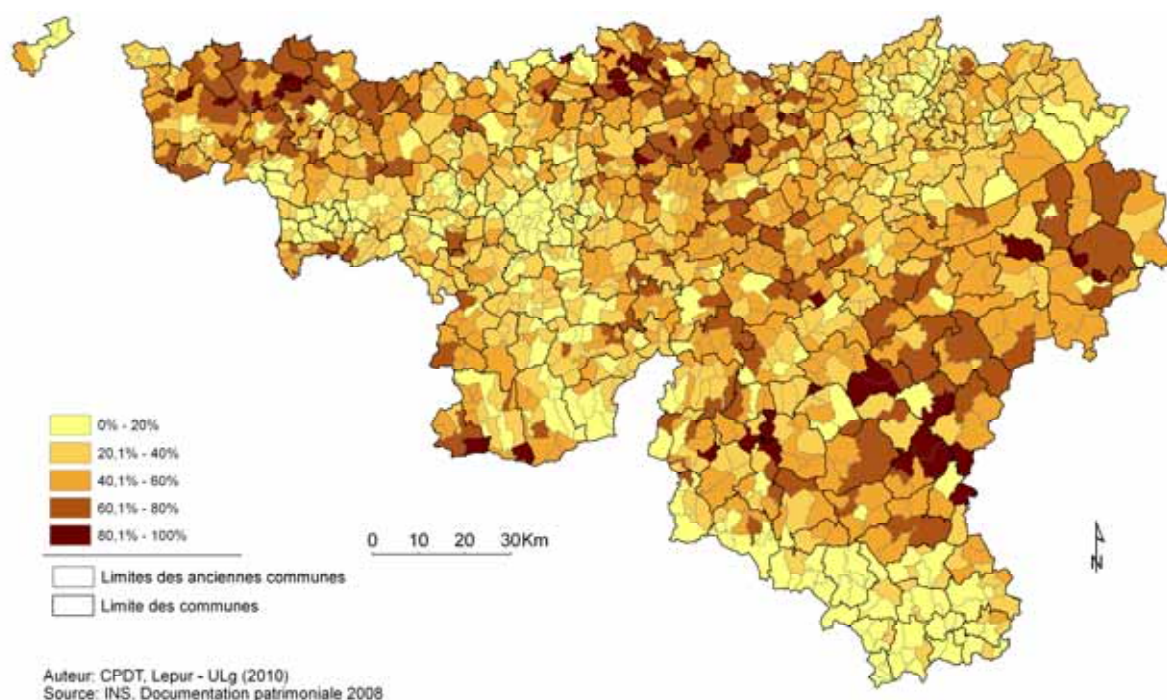 0% - 20%
20,1% - 40%
40,1% - 60%
60,1% - 80%
80,1% - 100%
0 10 20 30Km
N
Limites des anciennes communes
Limite des communes
Auteur: CPDT, Lepur - ULg (2010)
Source: INS, Documentation patrimoniale 2008